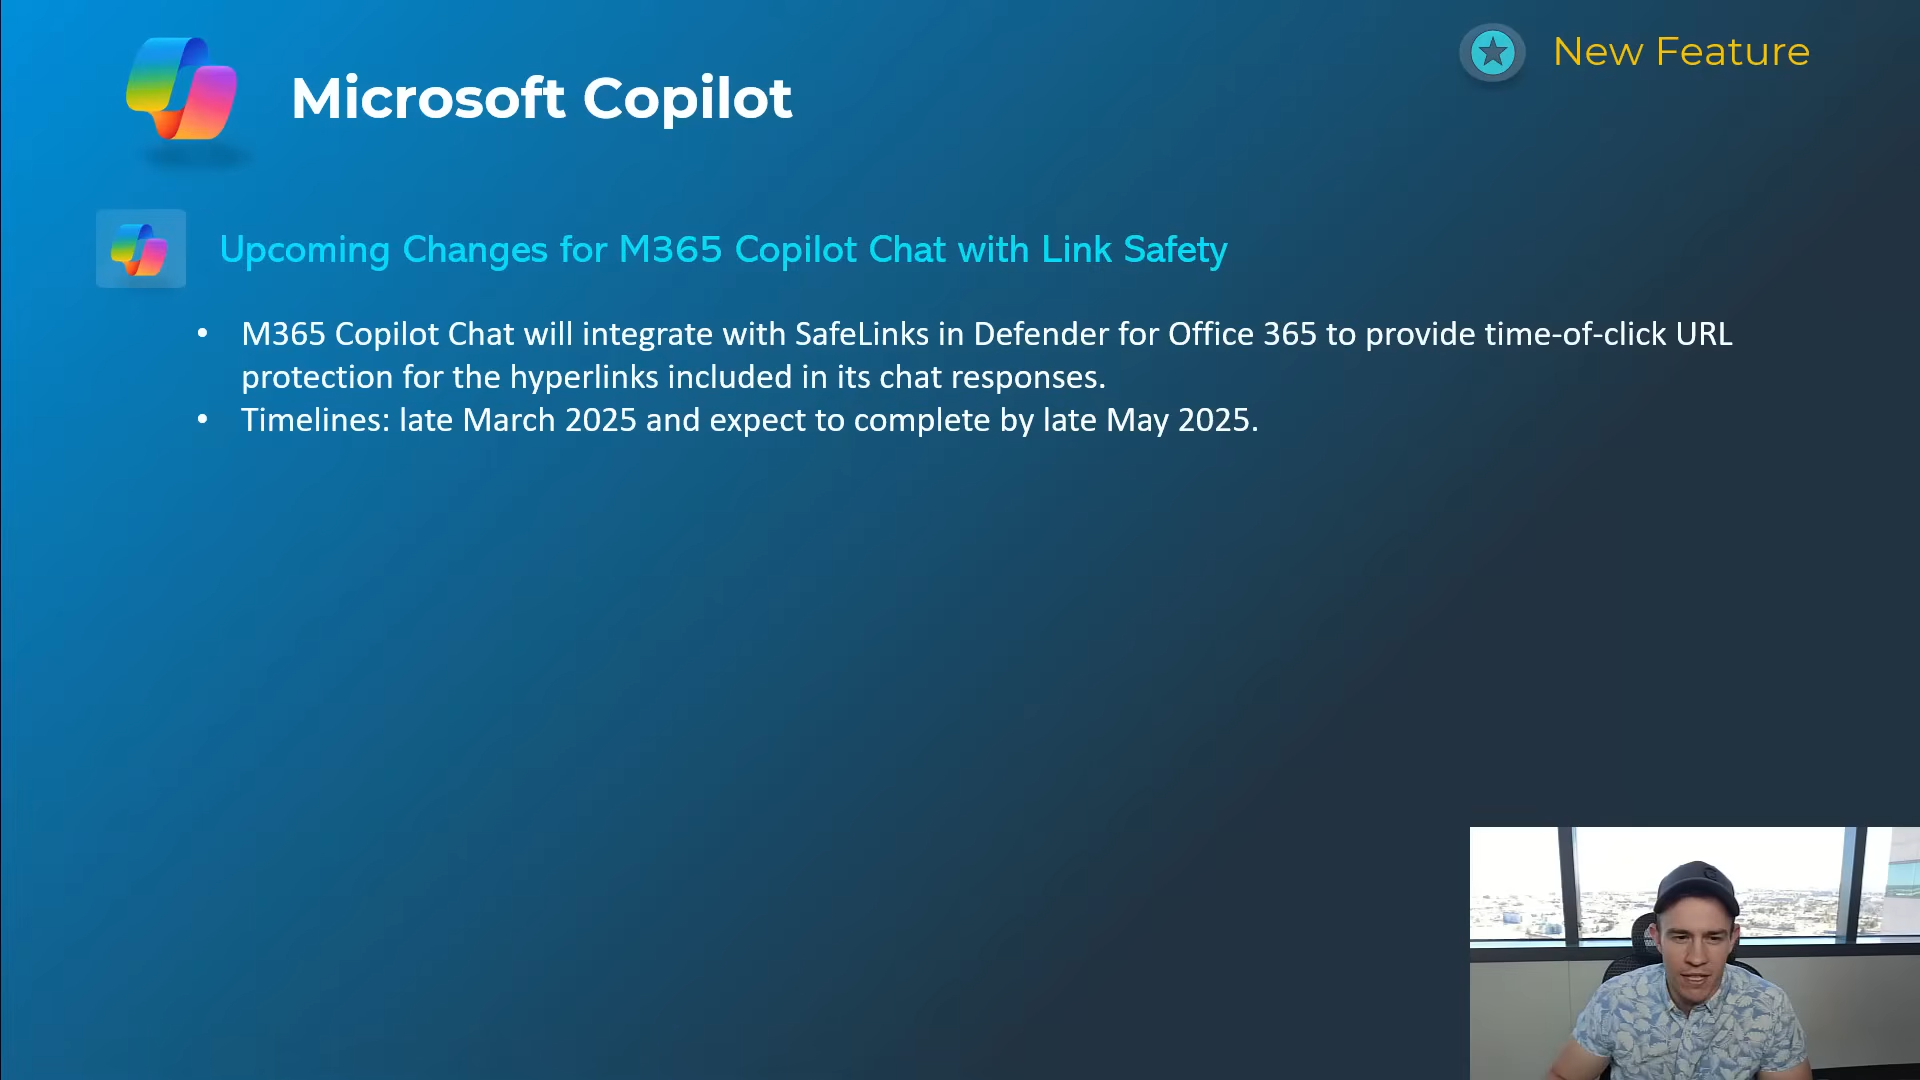 New Feature
Microsoft Copilot
Upcoming Changes for M365 Copilot Chat with Link Safety
• M365 Copilot Chat will integrate with SafeLinks in Defender for Office 365 to provide time-of-click URL
protection for the hyperlinks included in its chat responses.
• Timelines: late March 2025 and expect to complete by late May 2025.